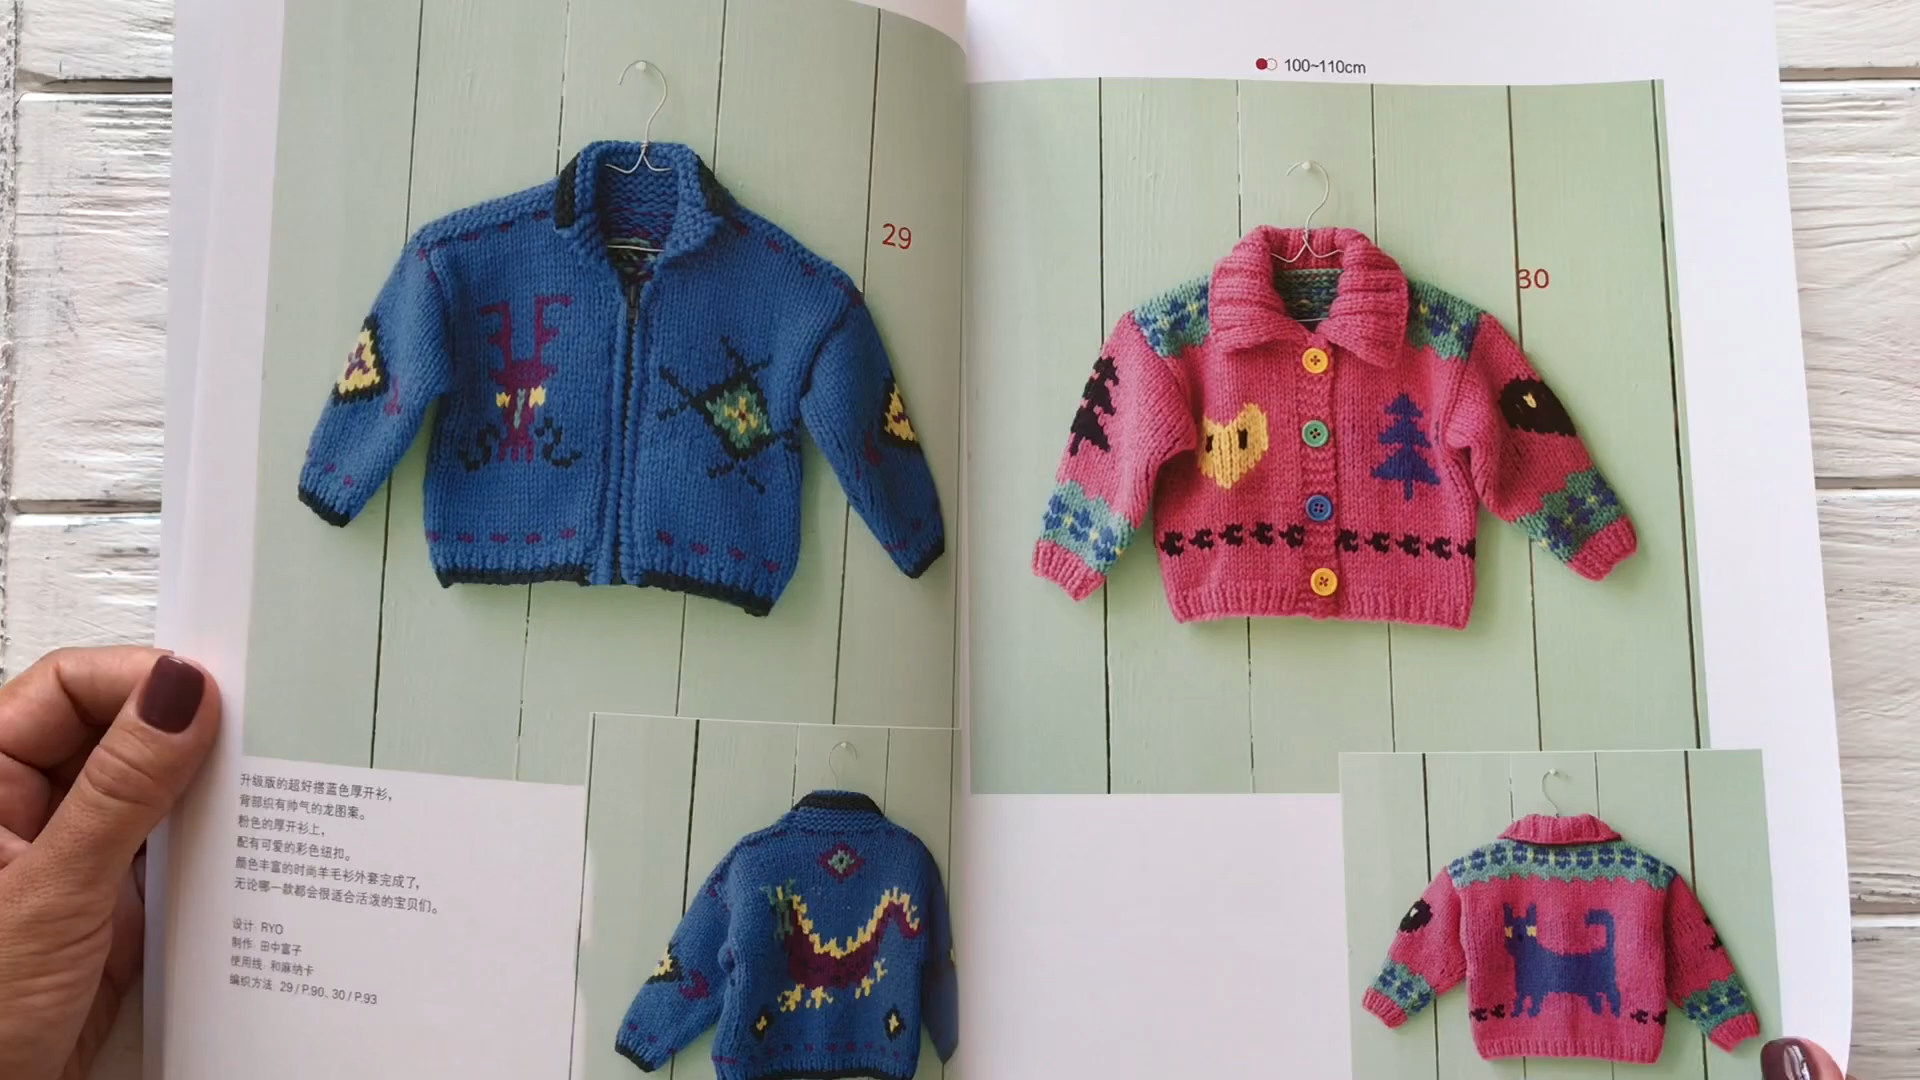 29
升级版的超好搭蓝色厚开衫,
背部织有帅气的龙图案。
粉色的厚开衫上,
配有可爱的彩色纽扣。
颜色丰富的时尚羊毛衫外套完成了,
无论哪一款都会很适合活泼的宝贝们。
设计: RYO
制作: 田中富子
使用线: 和麻纳卡
编织方法: 29 / P.90、30 / P.93
100~110cm
30